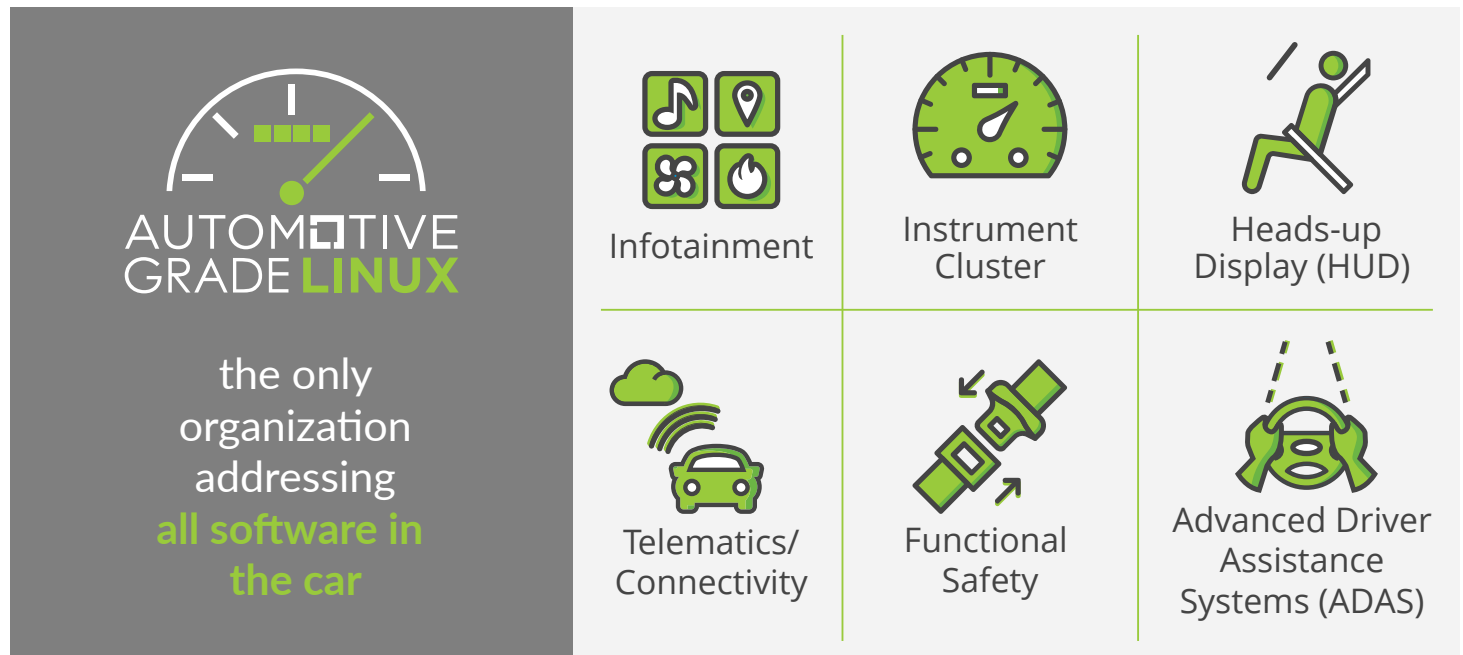 AUTOMOTIVE
GRADE LINUX
the only
organization
addressing
all software in
the car
Infotainment
Instrument
Cluster
Heads-up
Display (HUD)
Telematics/
Connectivity
Functional
Safety
Advanced Driver
Assistance
Systems (ADAS)